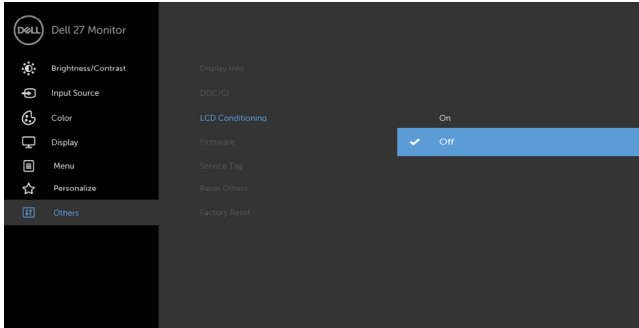 DELL Dell 27 Monitor
Brightness/Contrast
Input Source
Color
Display
Menu
Personalize
Others
Display Info
DDC/CI
LCD Conditioning
Firmware
Service Tag
Reset Others
Factory Reset
On
Off